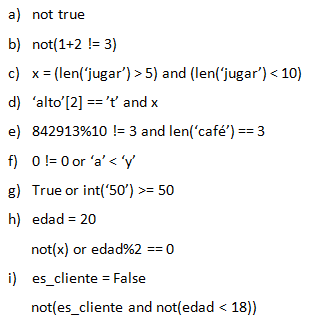 a) not true
b) not(1+2 != 3)
c) x = (len(‘jugar’) > 5) and (len(‘jugar’) < 10)
d) ‘alto’[2] == ’t’ and x
e) 842913%10 != 3 and len(‘café’) == 3
f) 0 != 0 or ‘a’ < ‘y’
g) True or int(‘50’) >= 50
h) edad = 20
not(x) or edad%2 == 0
i) es_cliente = False
not(es_cliente and not(edad < 18))